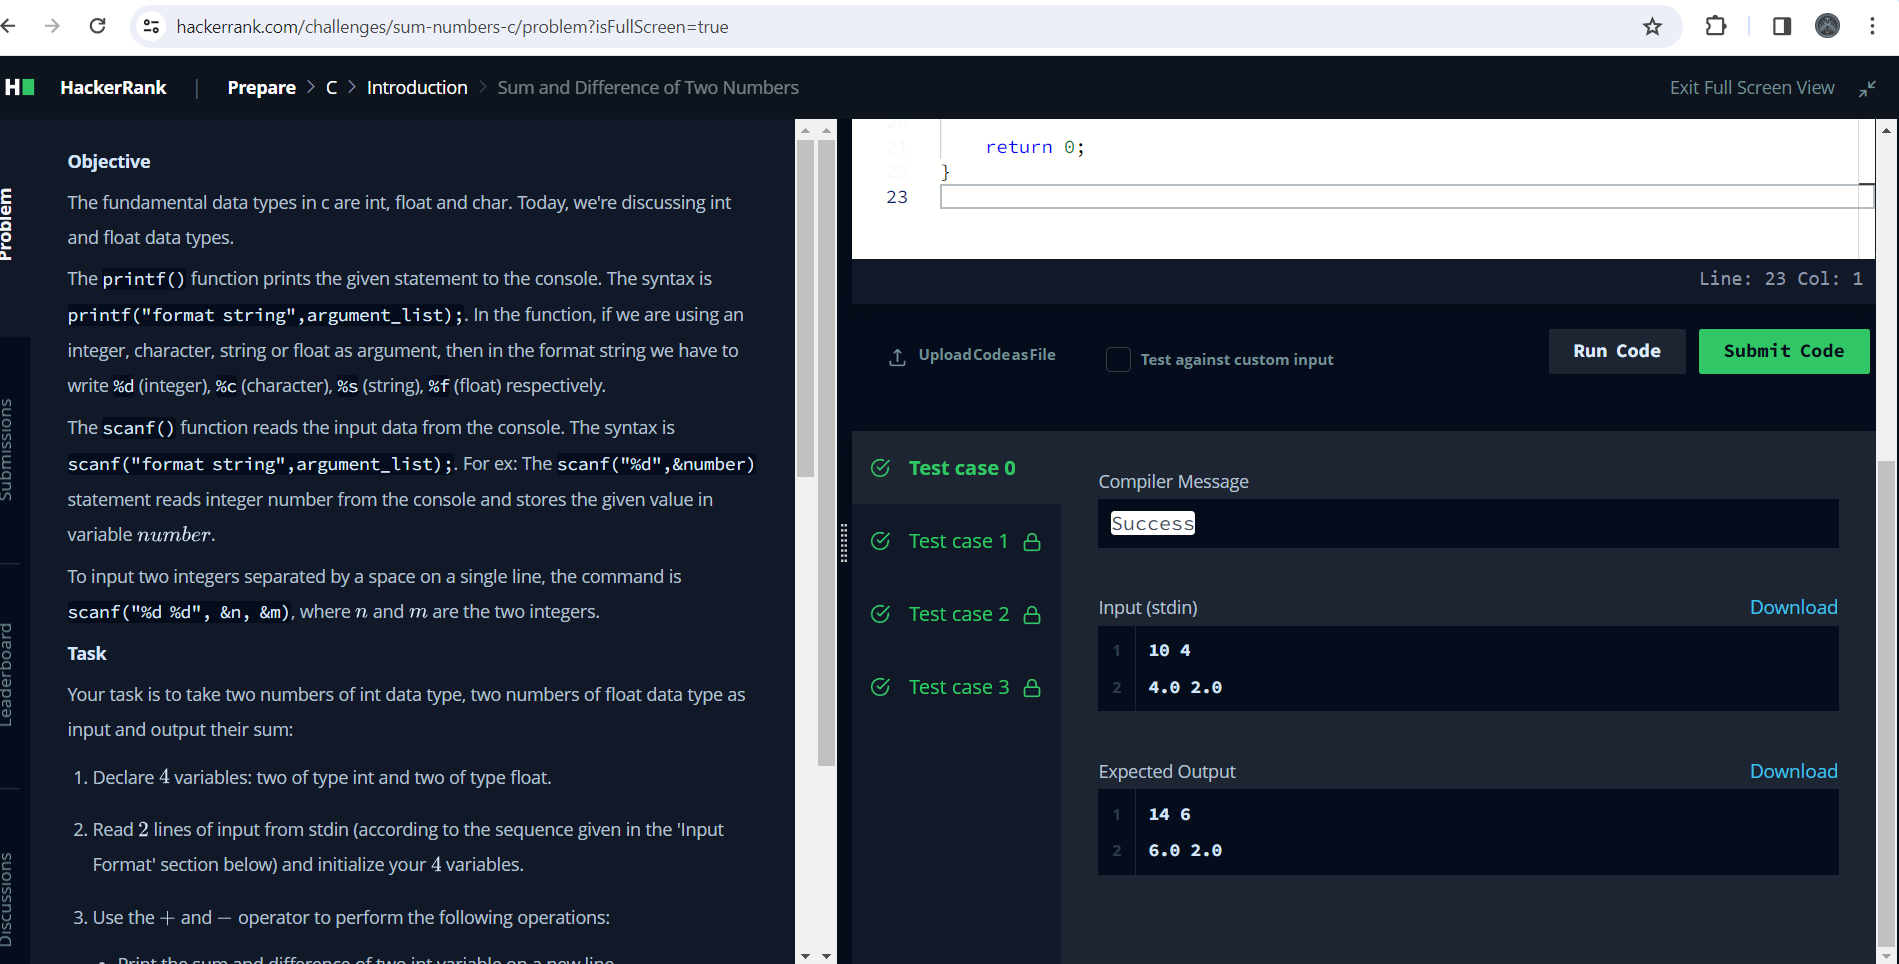 hackerrank.com/challenges/sum-numbers-c/problem?isFullScreen=true
H
HackerRank | Prepare > C > Introduction > Sum and Difference of Two Numbers
Exit Full Screen View
Problem
Submissions
Leaderboard
Discussions
Objective
The fundamental data types in c are int, float and char. Today, we're discussing int
and float data types.
The printf() function prints the given statement to the console. The syntax is
printf("format string",argument_list);. In the function, if we are using an
integer, character, string or float as argument, then in the format string we have to
write %d (integer), %c (character), %s (string), %f (float) respectively.
The scanf() function reads the input data from the console. The syntax is
scanf("format string",argument_list);. For ex: The scanf("%d",&number)
statement reads integer number from the console and stores the given value in
variable number.
To input two integers separated by a space on a single line, the command is
scanf("%d %d", &n, &m), where n and m are the two integers.
Task
Your task is to take two numbers of int data type, two numbers of float data type as
input and output their sum:
1. Declare 4 variables: two of type int and two of type float.
2. Read 2 lines of input from stdin (according to the sequence given in the 'Input
Format' section below) and initialize your 4 variables.
3. Use the + and − operator to perform the following operations:
• Print the sum and difference of two int variable on a new line
21 return 0;
22 }
23
Line: 23 Col: 1
Upload Code as File
Test against custom input
Run Code
Submit Code
Test case 0
Test case 1
Test case 2
Test case 3
Compiler Message
Success
Input (stdin)
Download
1 10 4
2 4.0 2.0
Expected Output
Download
1 14 6
2 6.0 2.0